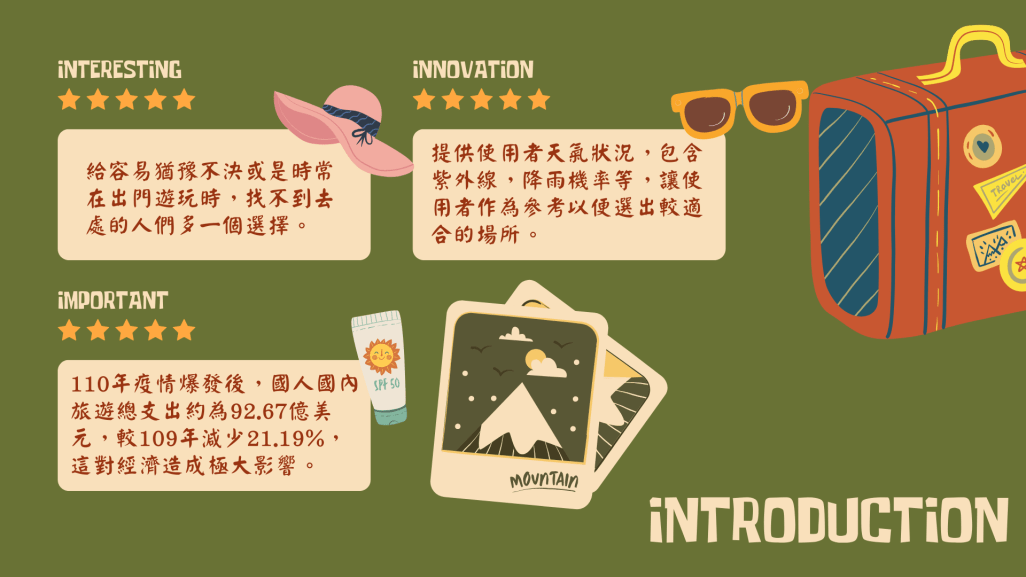 iNTERESTiNG
給容易猶豫不決或是時常
在出門遊玩時，找不到去
處的人們多一個選擇。
iNNOVATiON
提供使用者天氣狀況，包含
紫外線，降雨機率等，讓使
用者作為參考以便選出較適
合的場所。
TRAVEL
iMPORTANT
110年疫情爆發後，國人國內
旅遊總支出約為92.67億美
元，較109年減少21.19%，
這對經濟造成極大影響。
SPF 50
MOUNTAIN
iNTRODUCTiON